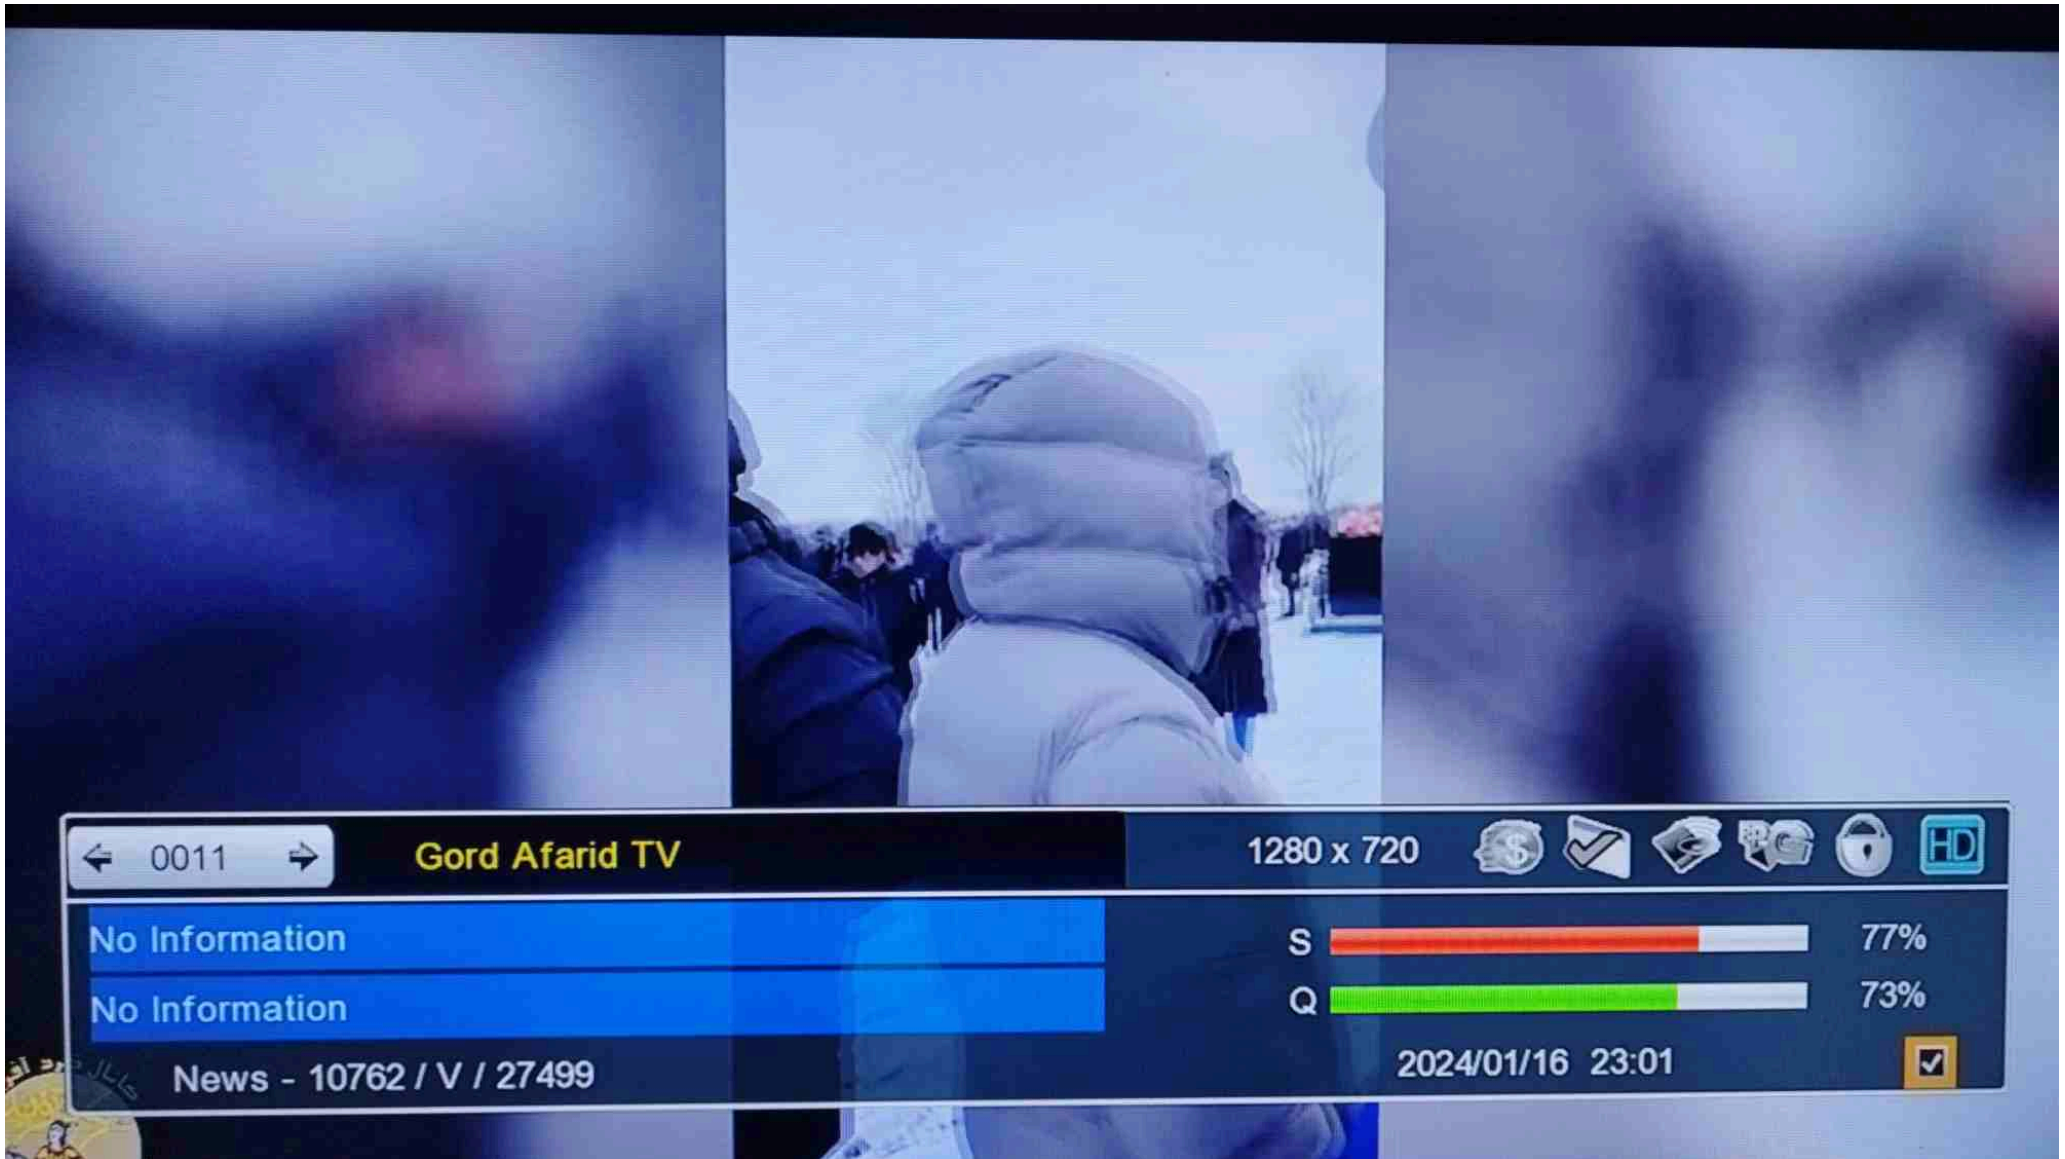 0011
Gord Afarid TV
1280 x 720
HD
No Information
S
77%
No Information
Q
73%
News - 10762 / V / 27499
2024/01/16 23:01